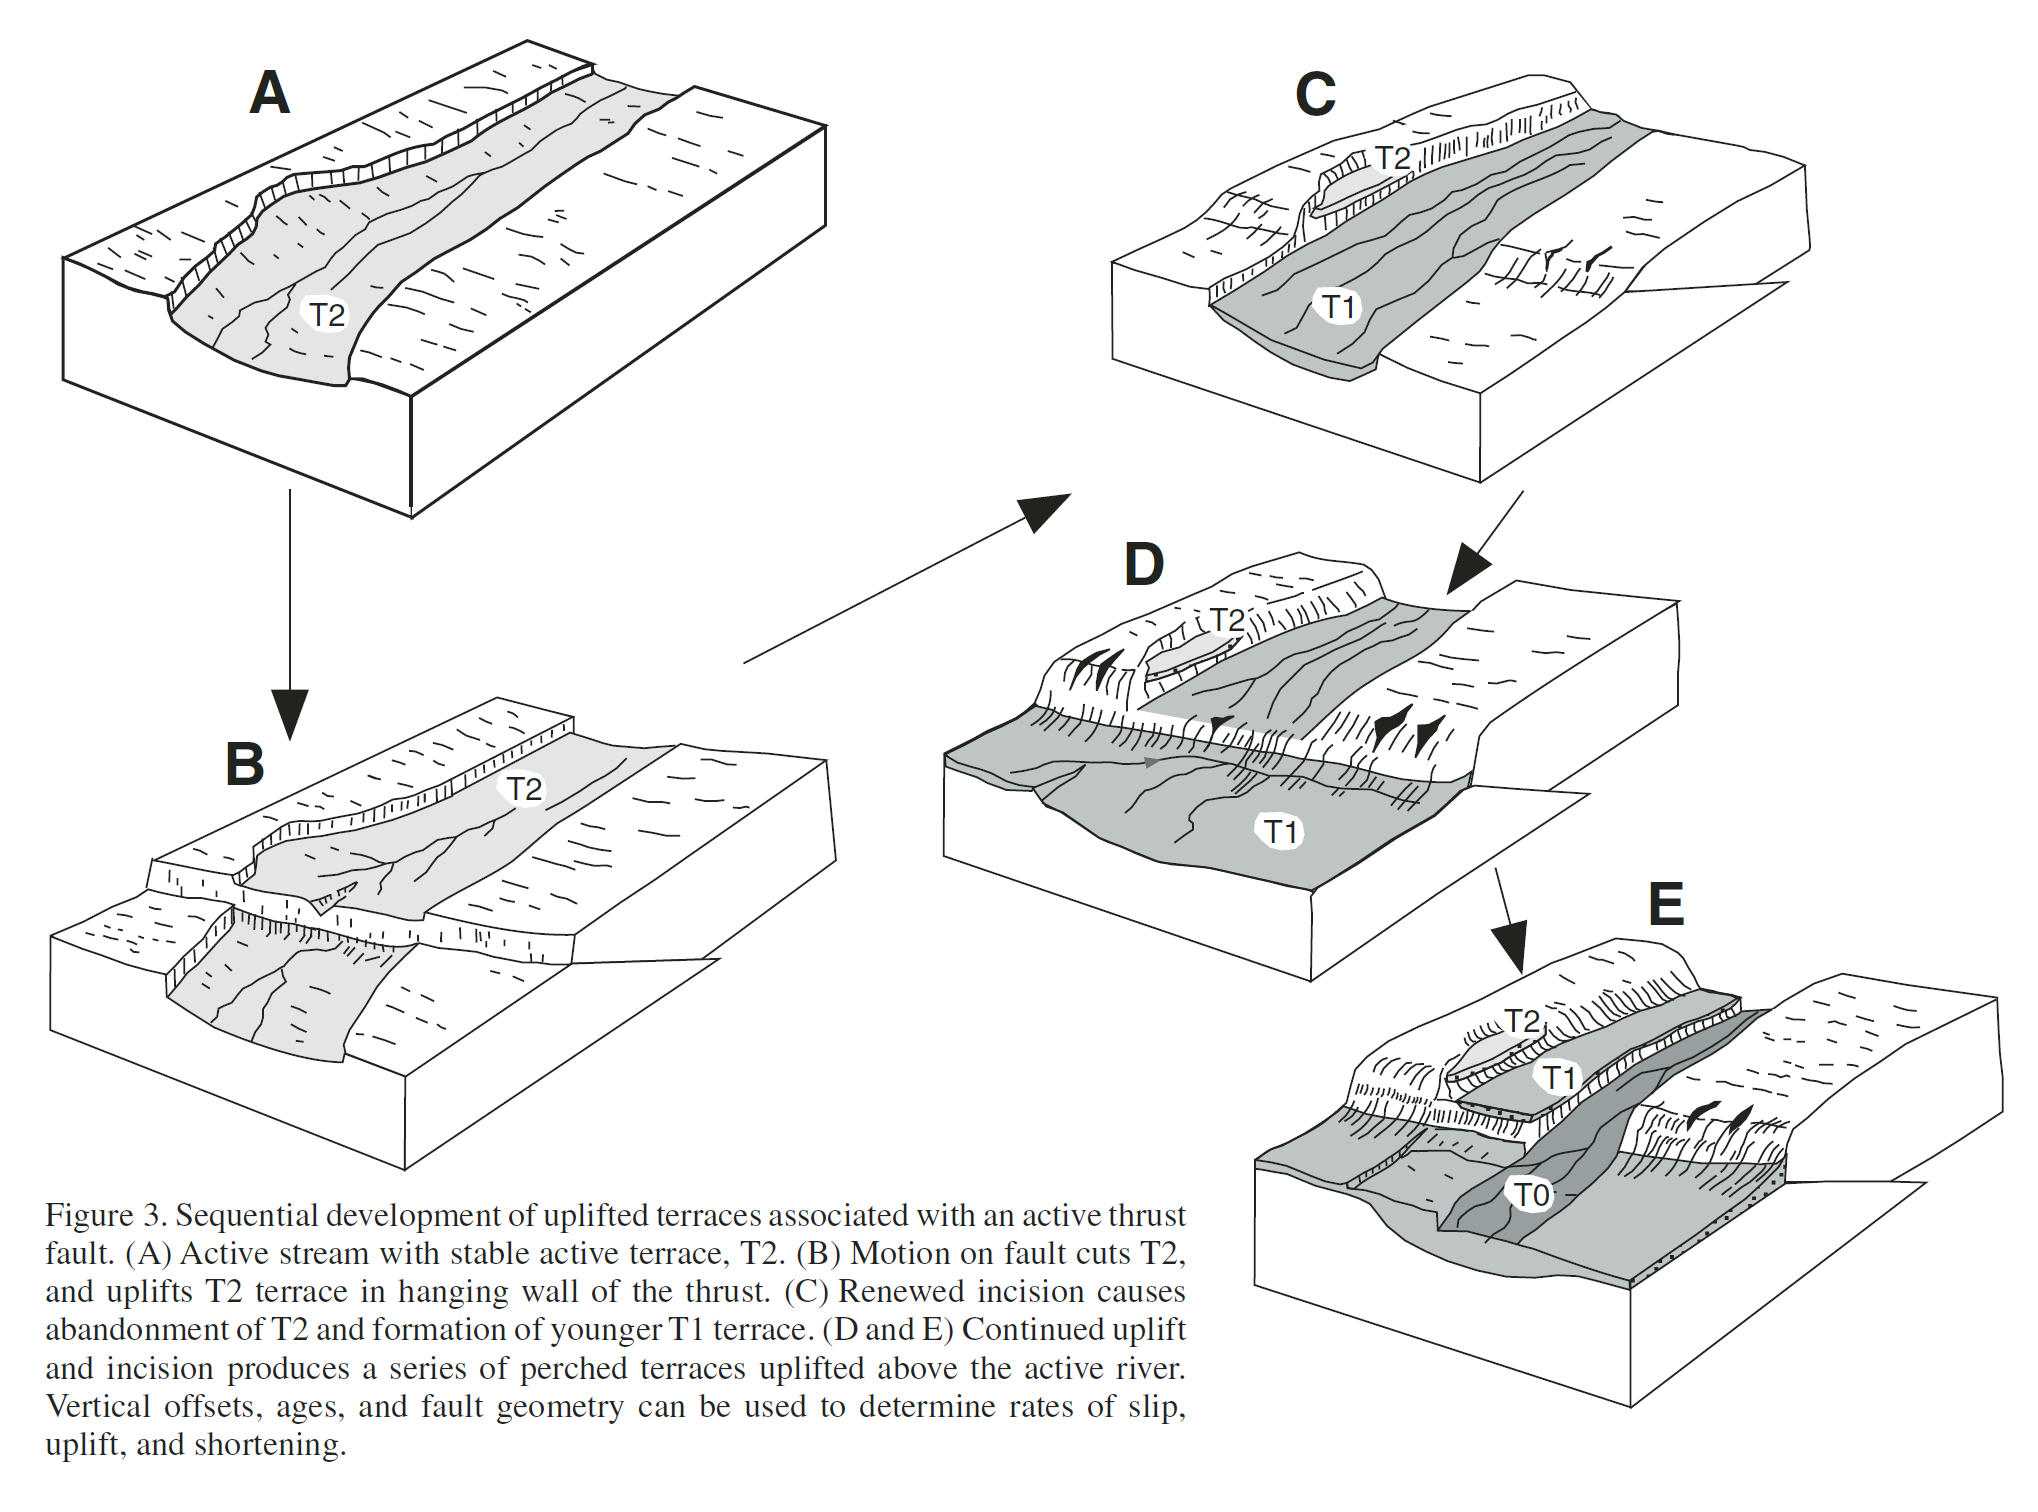 A
T2
B
T2
C
T2
T1
D
T2
T1
E
T2
T1
T0
Figure 3. Sequential development of uplifted terraces associated with an active thrust
fault. (A) Active stream with stable active terrace, T2. (B) Motion on fault cuts T2,
and uplifts T2 terrace in hanging wall of the thrust. (C) Renewed incision causes
abandonment of T2 and formation of younger T1 terrace. (D and E) Continued uplift
and incision produces a series of perched terraces uplifted above the active river.
Vertical offsets, ages, and fault geometry can be used to determine rates of slip,
uplift, and shortening.